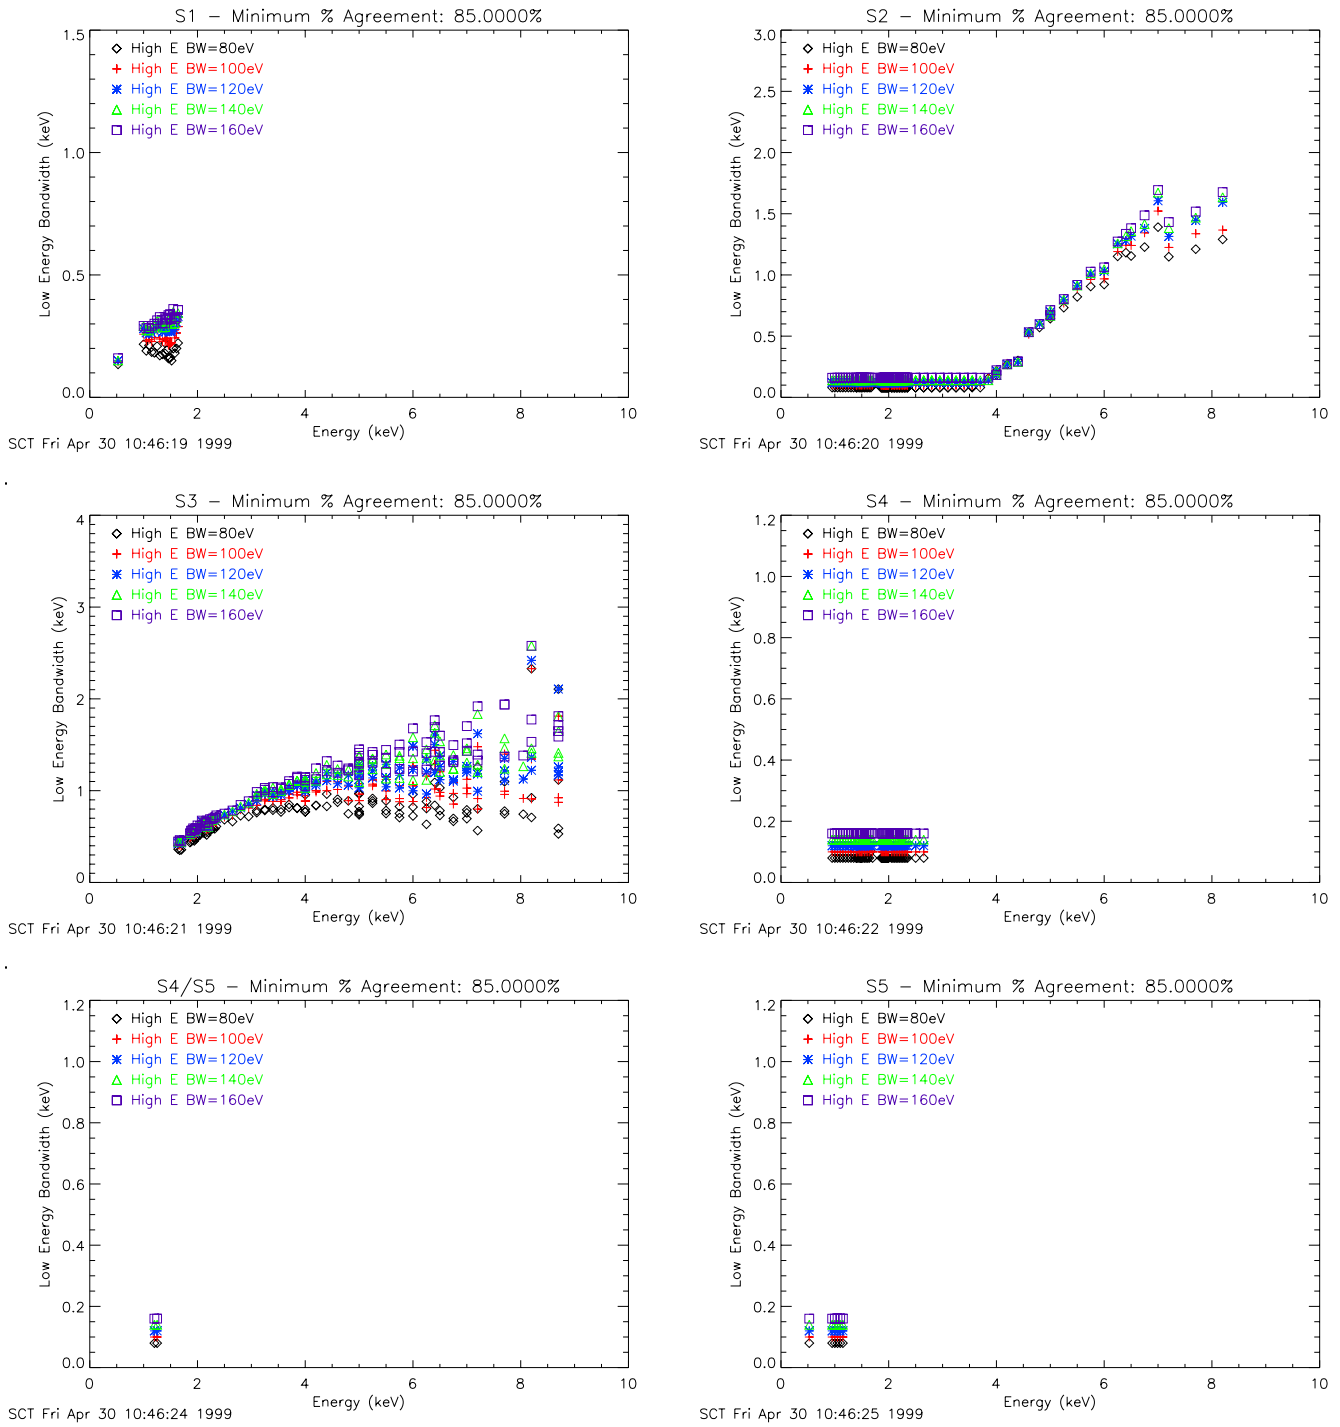 S1 - Minimum % Agreement: 85.0000%
1.5
1.0
0.5
0.0
Low Energy Bandwidth (keV)
High E BW=80eV
High E BW=100eV
High E BW=120eV
High E BW=140eV
High E BW=160eV
0 2 4 6 8 10
Energy (keV)
SCT Fri Apr 30 10:46:19 1999
S2 - Minimum % Agreement: 85.0000%
3.0
2.5
2.0
1.5
1.0
0.5
0.0
Low Energy Bandwidth (keV)
High E BW=80eV
High E BW=100eV
High E BW=120eV
High E BW=140eV
High E BW=160eV
0 2 4 6 8 10
Energy (keV)
SCT Fri Apr 30 10:46:20 1999
S3 - Minimum % Agreement: 85.0000%
4
3
2
1
0
Low Energy Bandwidth (keV)
High E BW=80eV
High E BW=100eV
High E BW=120eV
High E BW=140eV
High E BW=160eV
0 2 4 6 8 10
Energy (keV)
SCT Fri Apr 30 10:46:21 1999
S4 - Minimum % Agreement: 85.0000%
1.2
1.0
0.8
0.6
0.4
0.2
0.0
Low Energy Bandwidth (keV)
High E BW=80eV
High E BW=100eV
High E BW=120eV
High E BW=140eV
High E BW=160eV
0 2 4 6 8 10
Energy (keV)
SCT Fri Apr 30 10:46:22 1999
S4/S5 - Minimum % Agreement: 85.0000%
1.2
1.0
0.8
0.6
0.4
0.2
0.0
Low Energy Bandwidth (keV)
High E BW=80eV
High E BW=100eV
High E BW=120eV
High E BW=140eV
High E BW=160eV
0 2 4 6 8 10
Energy (keV)
SCT Fri Apr 30 10:46:24 1999
S5 - Minimum % Agreement: 85.0000%
1.2
1.0
0.8
0.6
0.4
0.2
0.0
Low Energy Bandwidth (keV)
High E BW=80eV
High E BW=100eV
High E BW=120eV
High E BW=140eV
High E BW=160eV
0 2 4 6 8 10
Energy (keV)
SCT Fri Apr 30 10:46:25 1999